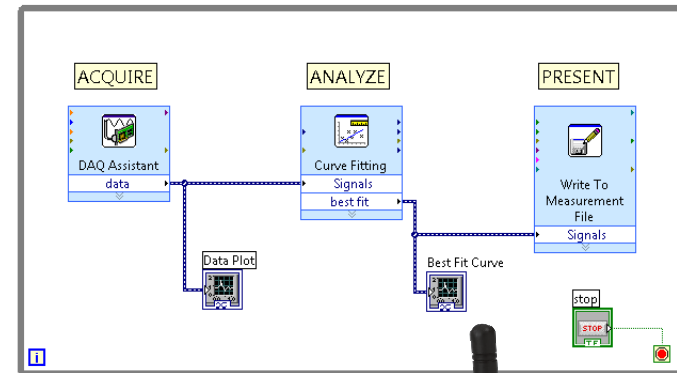 ACQUIRE
ANALYZE
PRESENT
DAQ Assistant
data
Curve Fitting
Signals
best fit
Write To
Measurement
File
Signals
Data Plot
Best Fit Curve
stop
STOP
TF
i